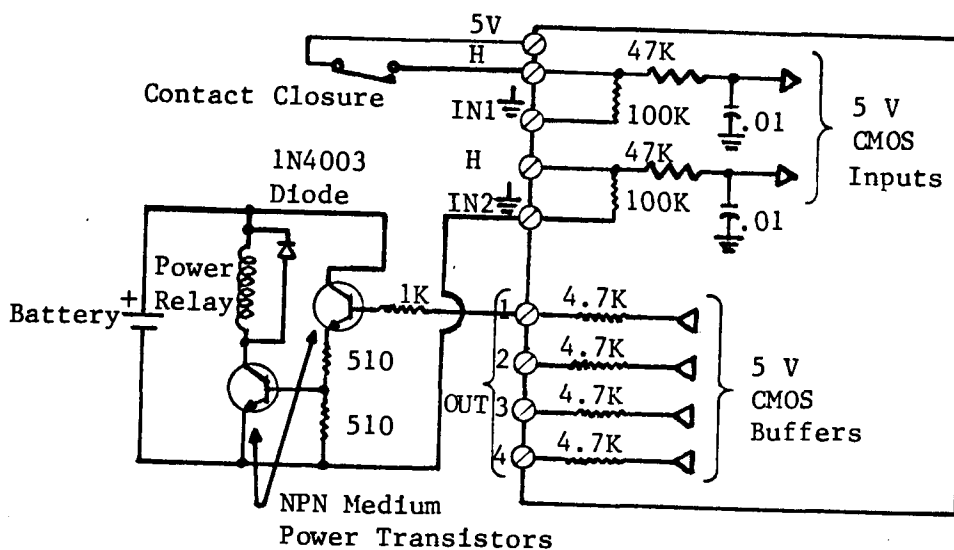 5V
H
Contact Closure
IN1
47K
100K
.01
5 V
CMOS
Inputs
H
IN2
47K
100K
.01
1N4003
Diode
Power
Relay
Battery
+
1K
510
510
NPN Medium
Power Transistors
OUT
1
2
3
4
4.7K
4.7K
4.7K
4.7K
5 V
CMOS
Buffers